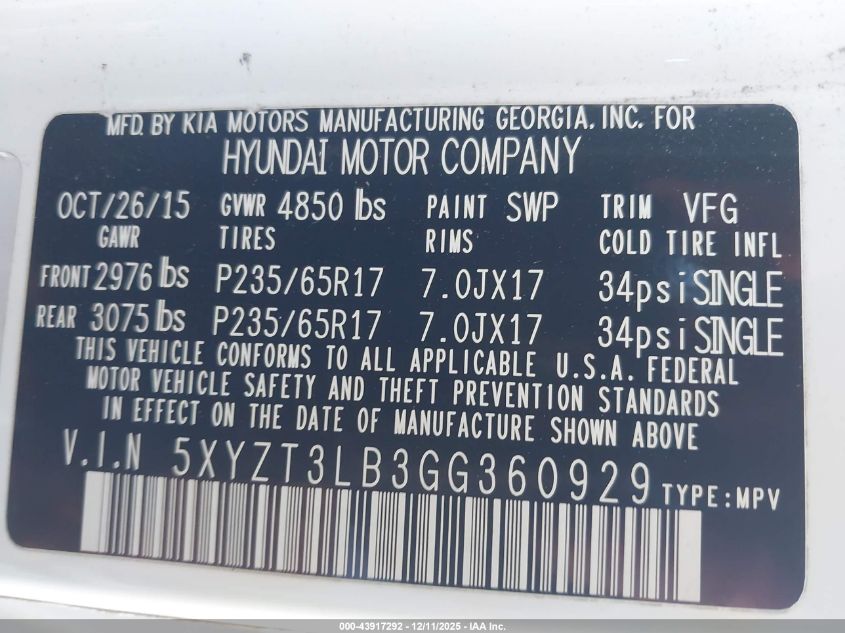 MFD. BY KIA MOTORS MANUFACTURING GEORGIA, INC. FOR
HYUNDAI MOTOR COMPANY
OCT/26/15 GVWR 4850 lbs PAINT SWP TRIM VFG
GAWR TIRES RIMS COLD TIRE INFL
FRONT 2976 lbs P235/65R17 7.0JX17 34psi SINGLE
REAR 3075 lbs P235/65R17 7.0JX17 34psi SINGLE
THIS VEHICLE CONFORMS TO ALL APPLICABLE U.S.A. FEDERAL
MOTOR VEHICLE SAFETY AND THEFT PREVENTION STANDARDS
IN EFFECT ON THE DATE OF MANUFACTURE SHOWN ABOVE
V.I.N 5XYZT3LB3GG360929 TYPE:MPV
000-43917292 - 12/11/2025 - IAA Inc.